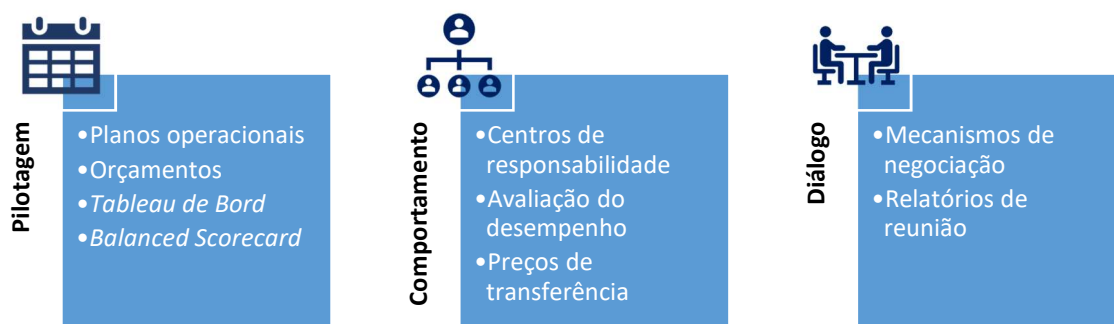 Pilotagem
•Planos operacionais
•Orçamentos
•Tableau de Bord
•Balanced Scorecard
Comportamento
•Centros de
responsabilidade
•Avaliação do
desempenho
•Preços de
transferência
Diálogo
•Mecanismos de
negociação
•Relatórios de
reunião